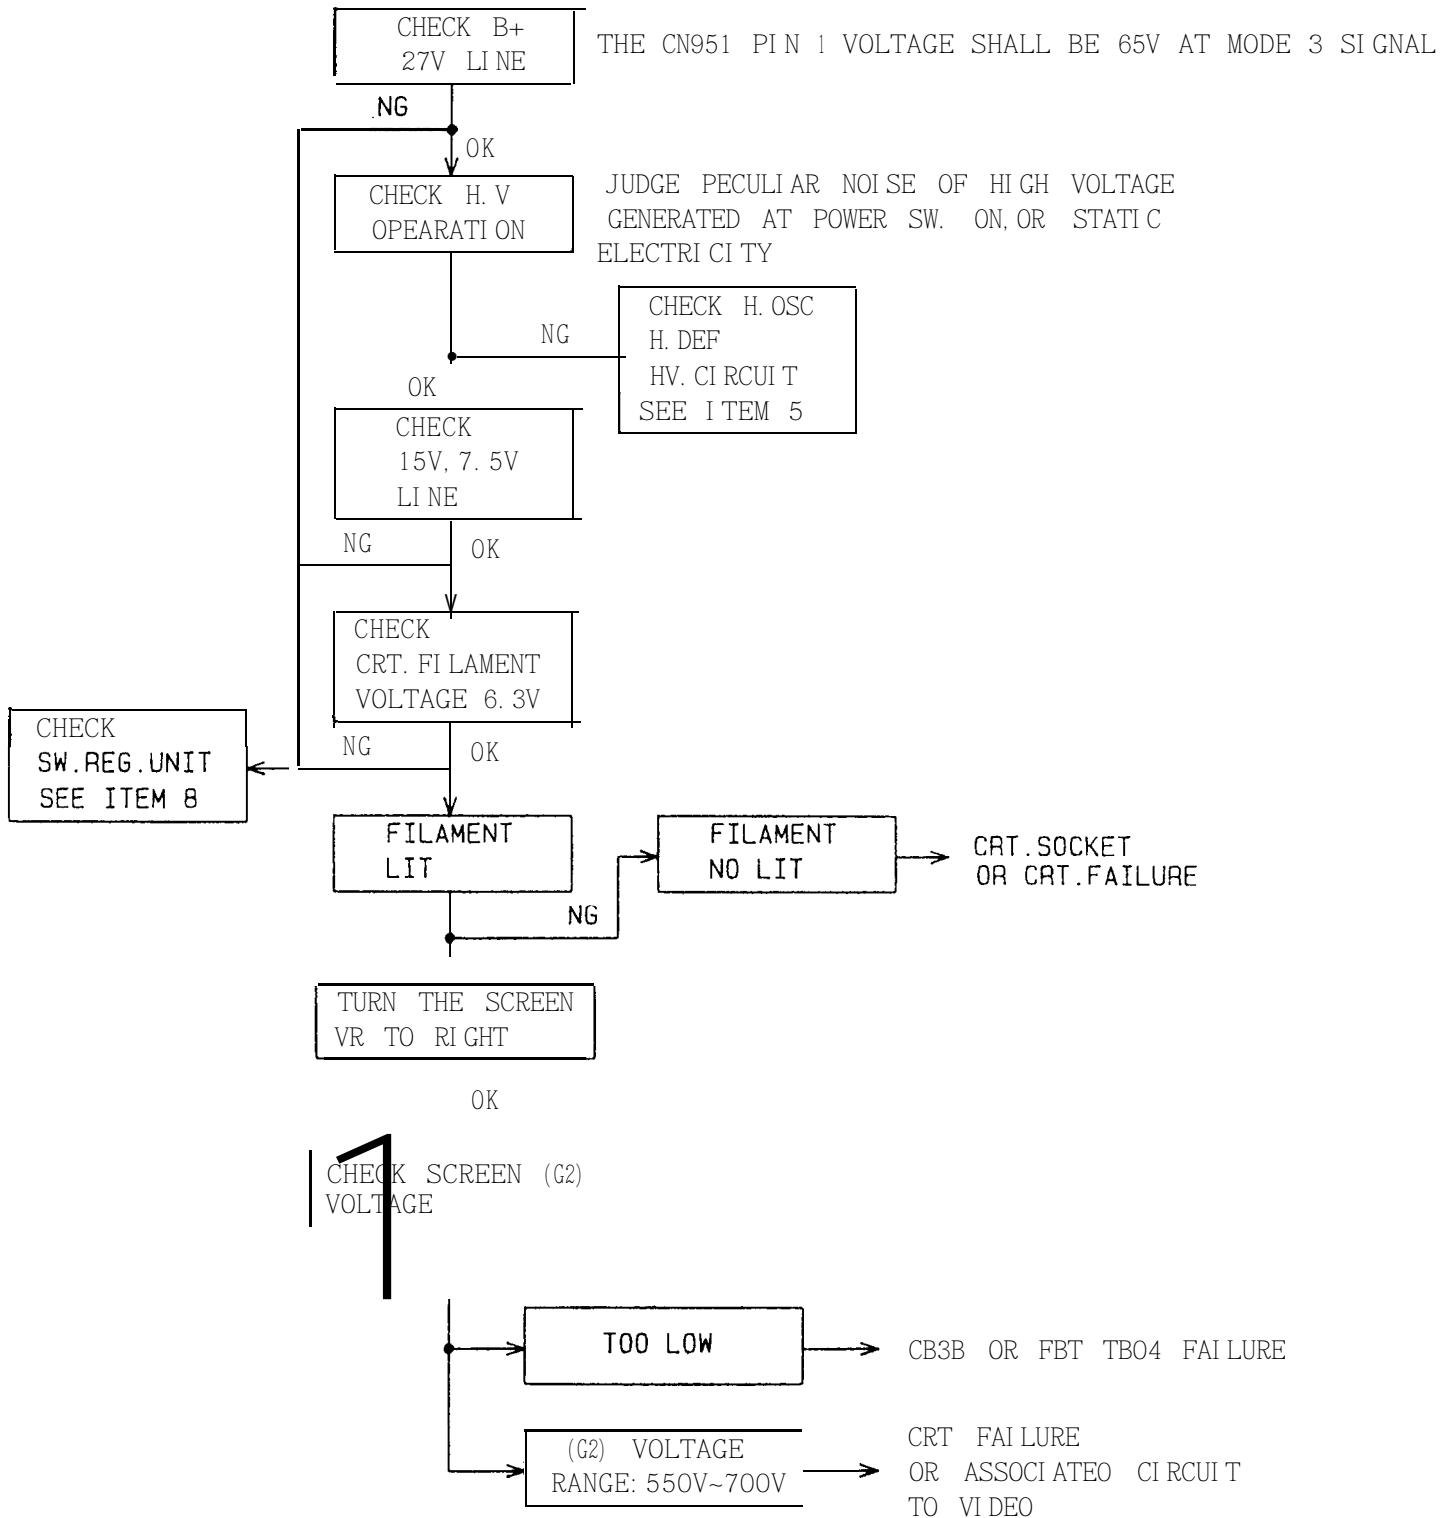 CHECK B+
27V LINE
THE CN951 PIN 1 VOLTAGE SHALL BE 65V AT MODE 3 SIGNAL
NG
OK
CHECK H.V
OPEARATION
JUDGE PECULIAR NOISE OF HIGH VOLTAGE
GENERATED AT POWER SW. ON,OR STATIC
ELECTRICITY
CHECK H.OSC
H.DEF
HV.CIRCUIT
SEE ITEM 5
NG
OK
CHECK
15V,7.5V
LINE
NG
OK
CHECK
CRT.FILAMENT
VOLTAGE 6.3V
NG
OK
CHECK
SW.REG.UNIT
SEE ITEM 8
FILAMENT
LIT
FILAMENT
NO LIT
CRT.SOCKET
OR CRT.FAILURE
NG
TURN THE SCREEN
VR TO RIGHT
OK
1
CHECK SCREEN (G2)
VOLTAGE
TOO LOW
CB3B OR FBT TB04 FAILURE
(G2) VOLTAGE
RANGE: 550V~700V
CRT FAILURE
OR ASSOCIATEO CIRCUIT
TO VIDEO